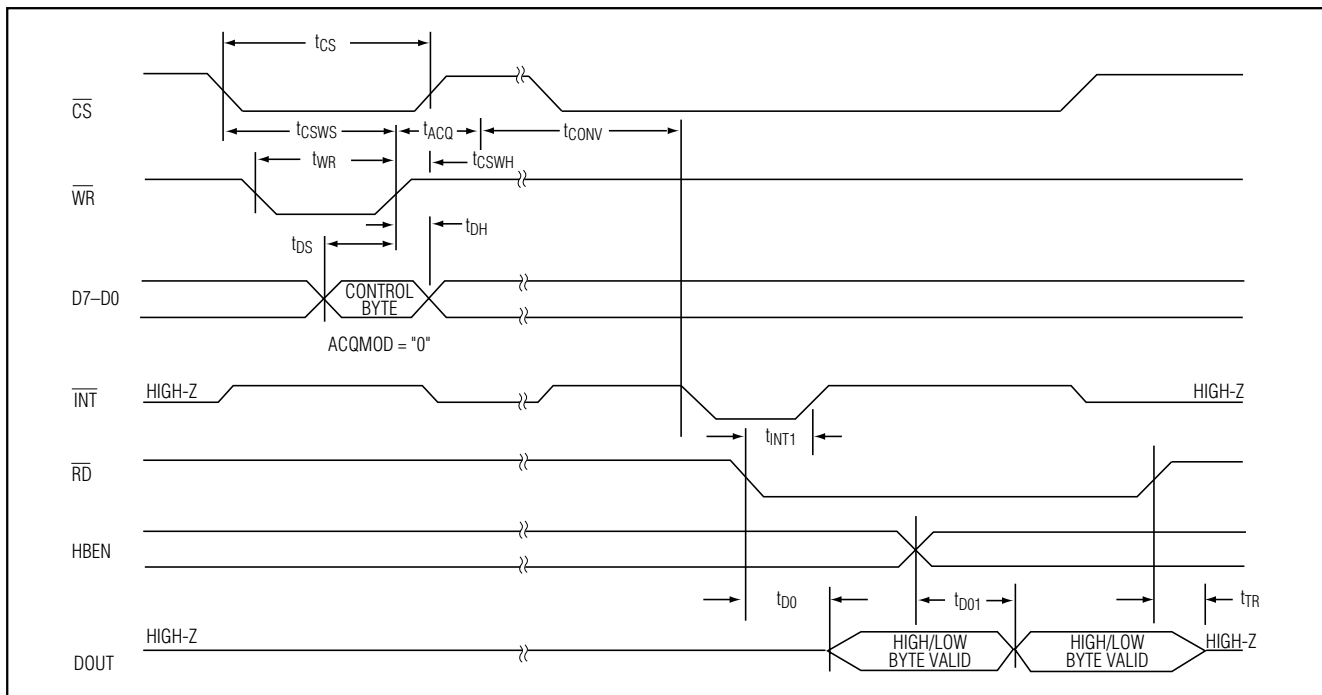 tCS
CS
tCSWS
tACQ
tCONV
tWR
tCSWH
WR
tDS
tDH
D7–D0
CONTROL
BYTE
ACQMOD = "0"
INT
HIGH-Z
HIGH-Z
tINT1
RD
HBEN
tD0
tD01
tTR
DOUT
HIGH-Z
HIGH/LOW
BYTE VALID
HIGH/LOW
BYTE VALID
HIGH-Z